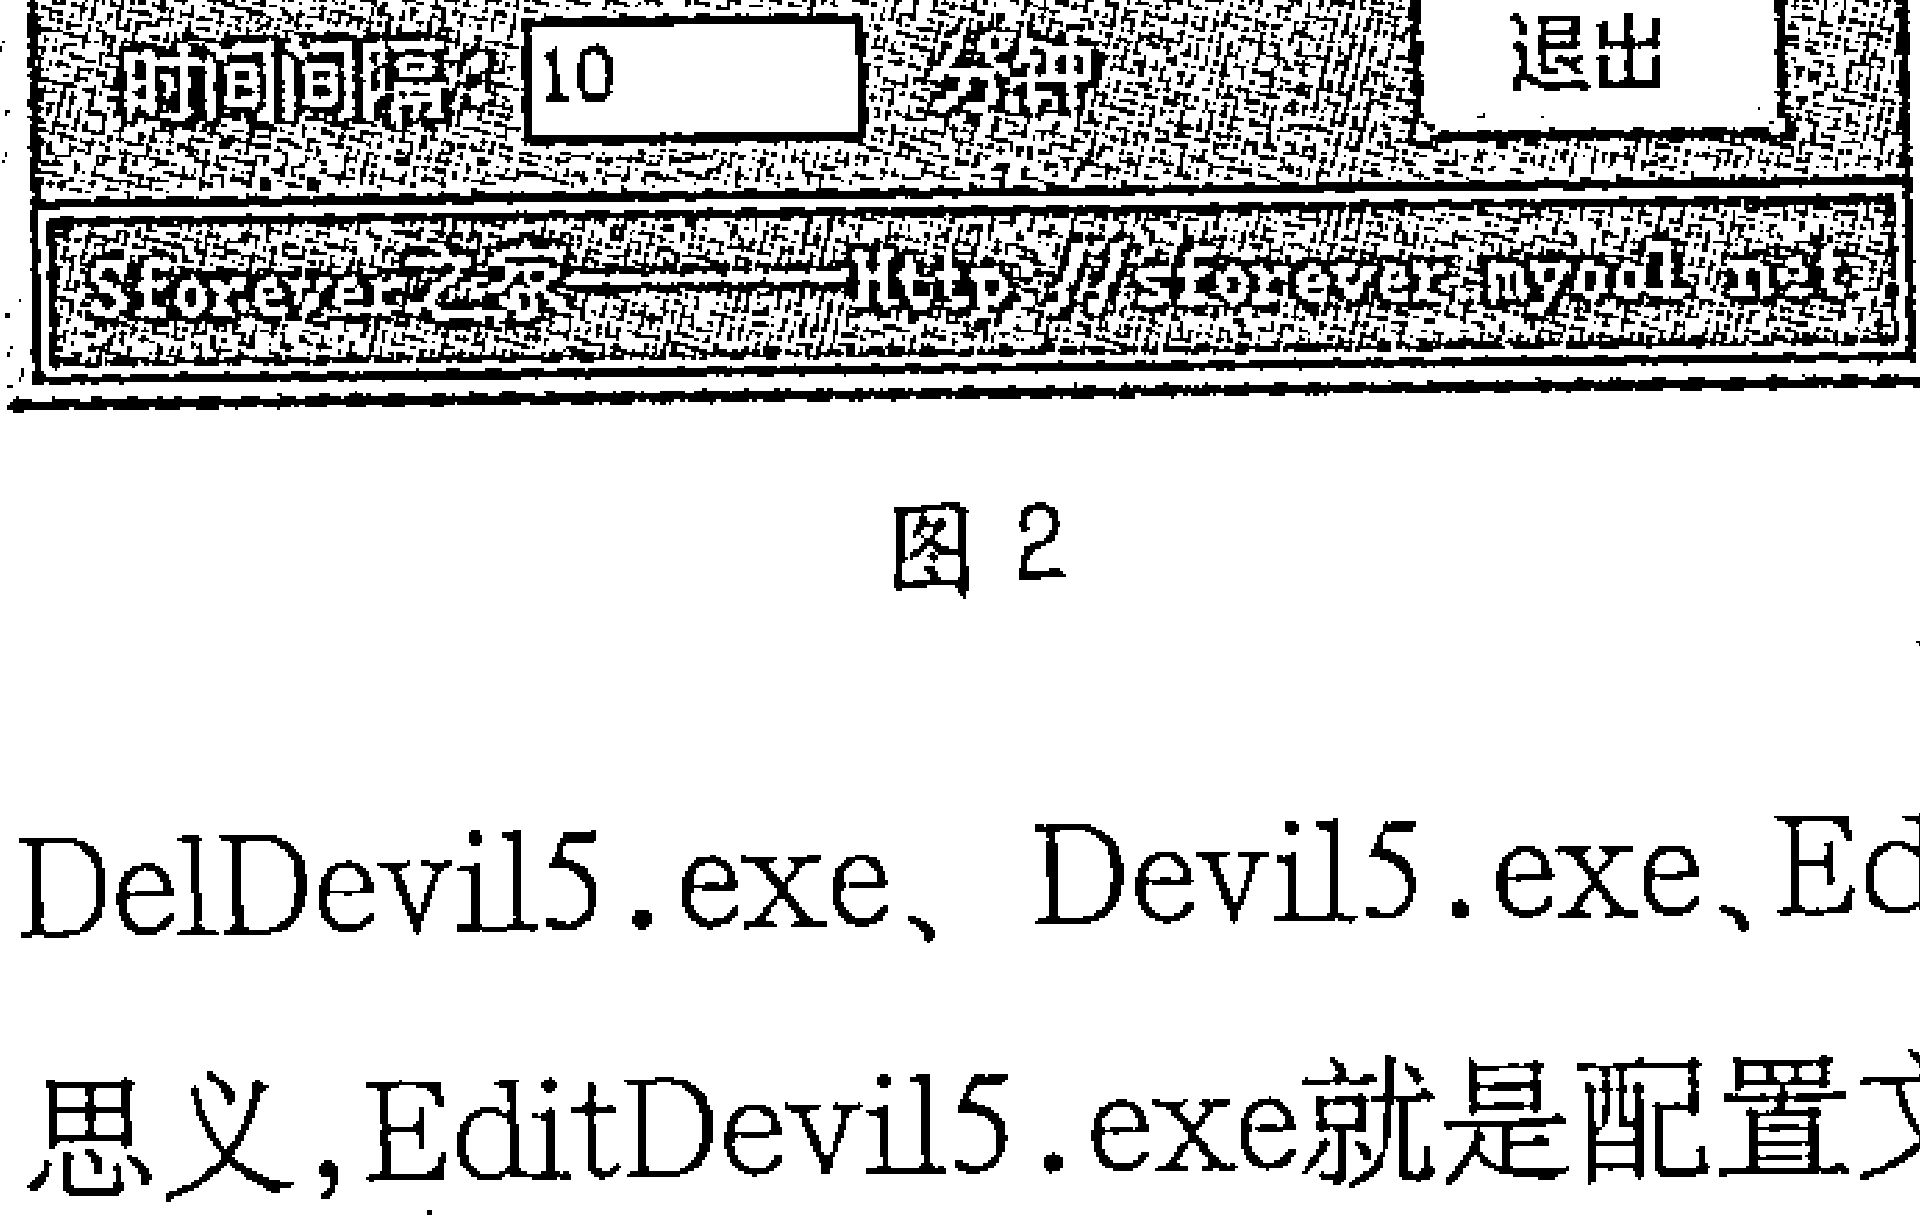 时间间隔: 10 分钟 退出
Sforever之家————Http://sforever.
图 2
DelDevil5.exe、 Devil5.exe、Ed
思义,EditDevil5.exe就是配置